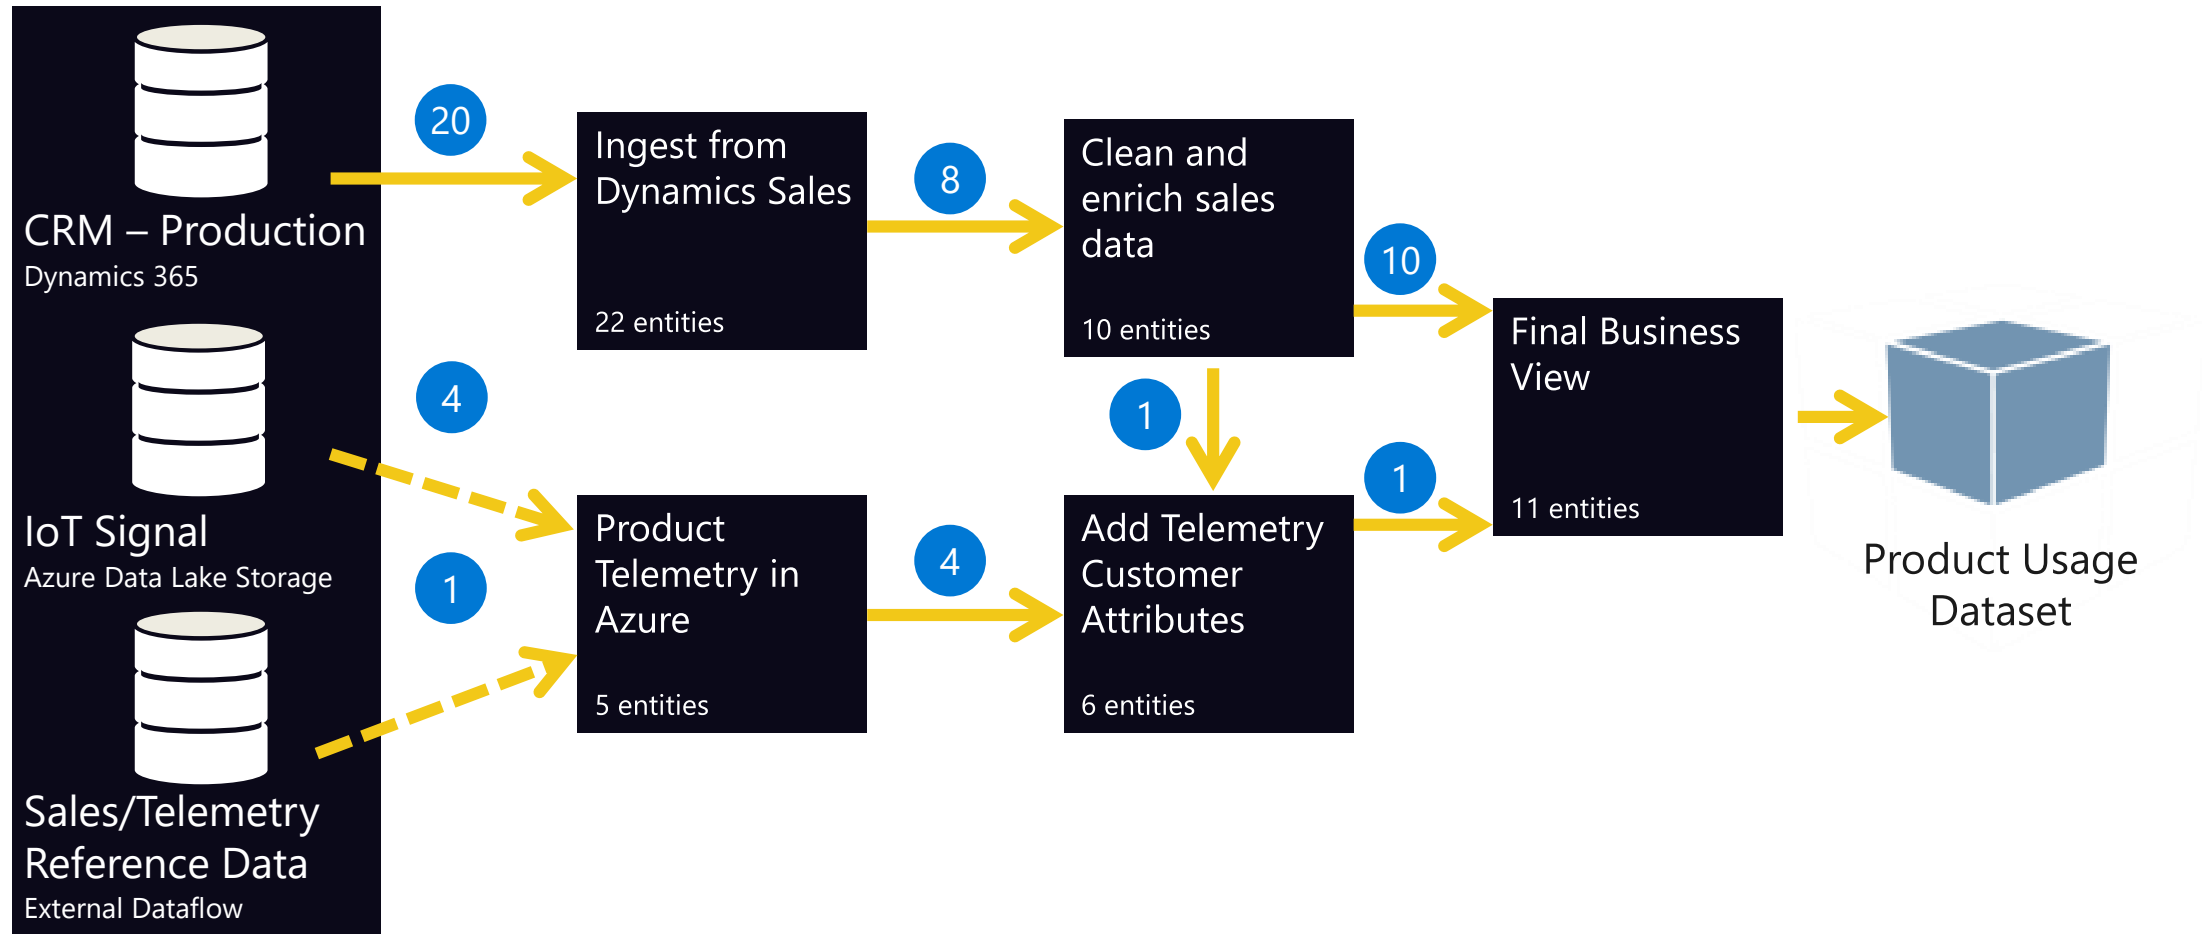 CRM – Production
Dynamics 365
IoT Signal
Azure Data Lake Storage
Sales/Telemetry
Reference Data
External Dataflow
20
4
1
Ingest from
Dynamics Sales
22 entities
Product
Telemetry in
Azure
5 entities
8
4
Clean and
enrich sales
data
10 entities
1
Add Telemetry
Customer
Attributes
6 entities
10
1
Final Business
View
11 entities
Product Usage
Dataset